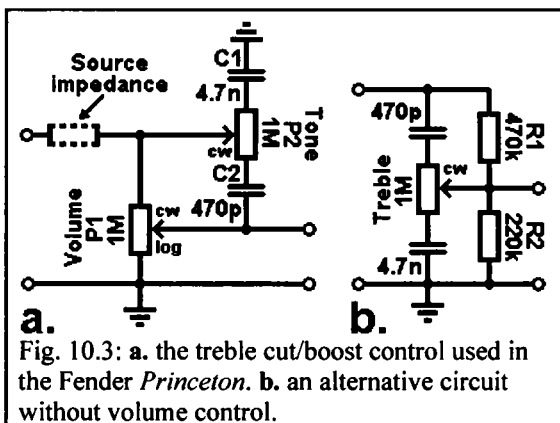 Source
impedance
C1
4.7n
Tone
P2
1M
cw
C2
470p
Volume
P1
1M
cw
log
a.
470p
R1
470k
Treble
1M
cw
4.7n
R2
220k
b.
Fig. 10.3: a. the treble cut/boost control used in
the Fender Princeton. b. an alternative circuit
without volume control.